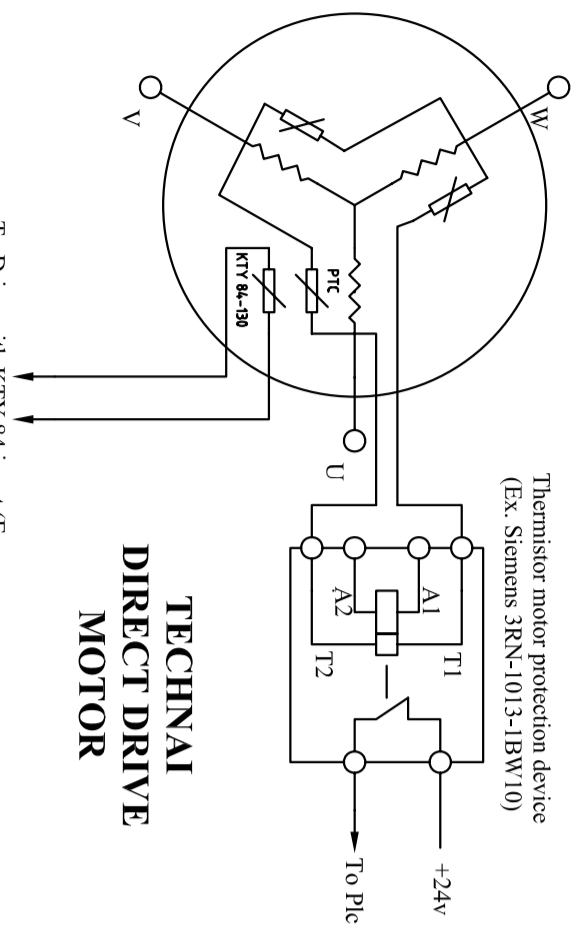 Thermistor motor protection device
(Ex. Siemens 3RN-1013-1BW10)
W
V
U
PTC
KTY 84-130
A1
A2
T1
T2
+24v
To Plc
TECHNAI
DIRECT DRIVE
MOTOR